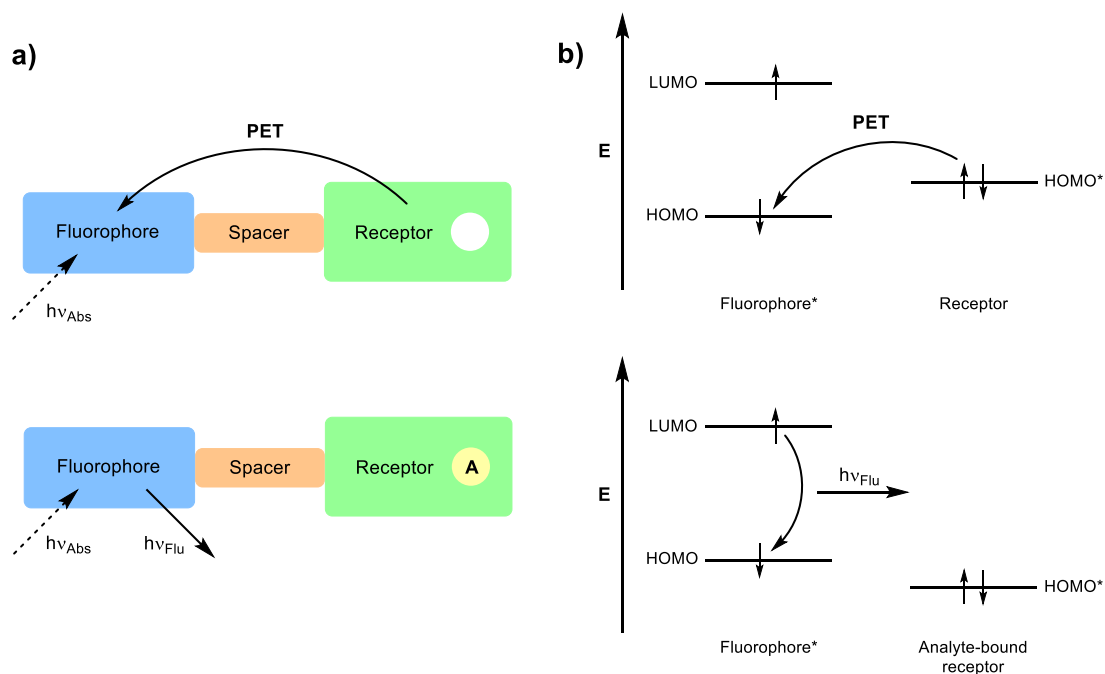 a)
PET
Fluorophore
Spacer
Receptor
hνAbs
Fluorophore
Spacer
Receptor
A
hνAbs
hνFlu
b)
LUMO
PET
E
HOMO*
HOMO
Fluorophore*
Receptor
LUMO
hνFlu
E
HOMO
HOMO*
Fluorophore*
Analyte-bound
receptor